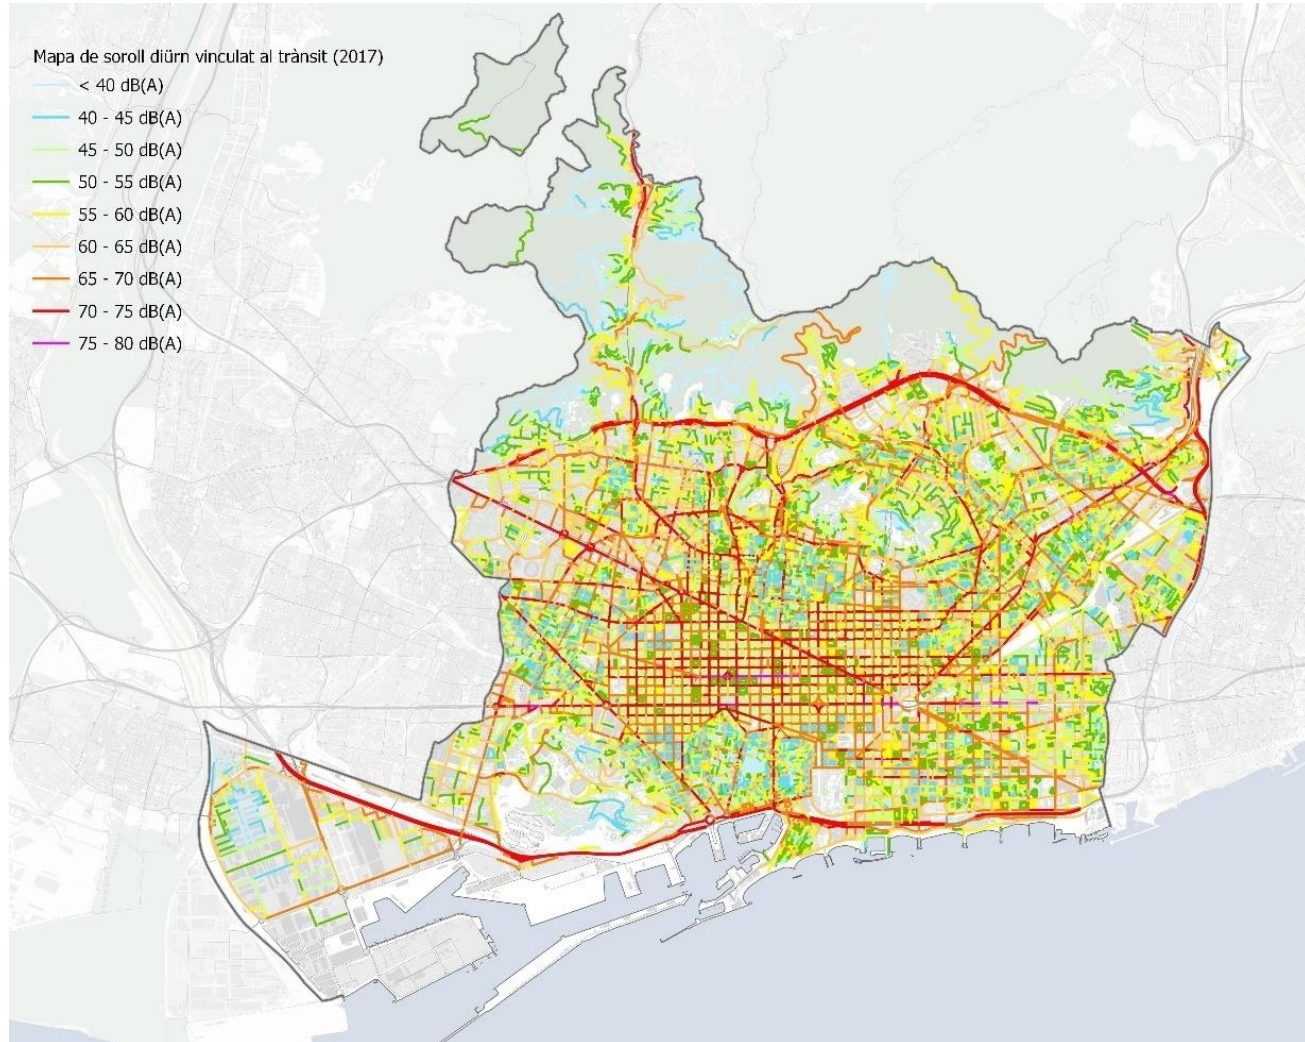 Mapa de soroll diürn vinculat al trànsit (2017)
< 40 dB(A)
40 - 45 dB(A)
45 - 50 dB(A)
50 - 55 dB(A)
55 - 60 dB(A)
60 - 65 dB(A)
65 - 70 dB(A)
70 - 75 dB(A)
75 - 80 dB(A)